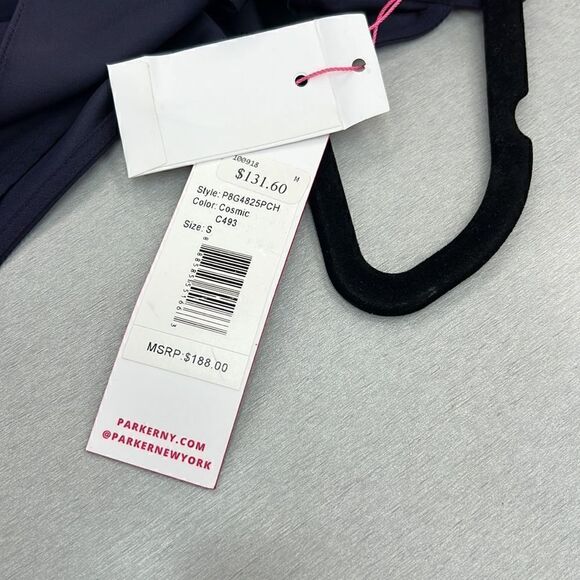 100918 M
$131.60
Style: P8G4825PCH
Color: Cosmic
C493
Size: S
MSRP:$188.00
PARKERNY.COM
@PARKERNEWYORK